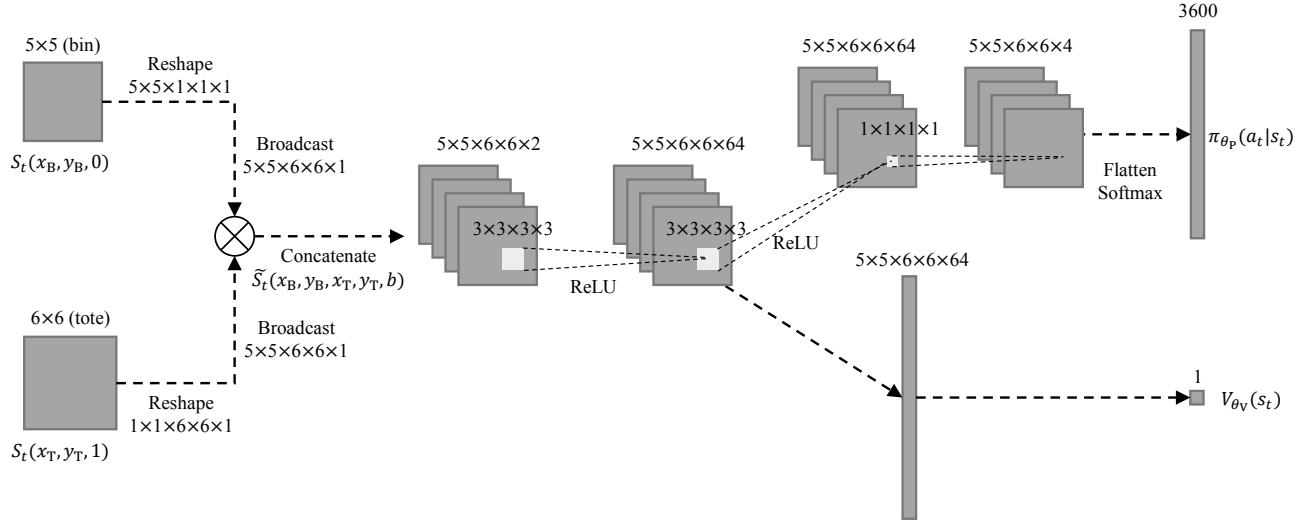 5×5 (bin)
Reshape
5×5×1×1×1
S_t(x_B, y_B, 0)
Broadcast
5×5×6×6×1
Concatenate
S̃_t(x_B, y_B, x_T, y_T, b)
6×6 (tote)
Broadcast
5×5×6×6×1
Reshape
1×1×6×6×1
S_t(x_T, y_T, 1)
5×5×6×6×2
3×3×3×3
ReLU
5×5×6×6×64
3×3×3×3
ReLU
5×5×6×6×64
1×1×1×1
5×5×6×6×4
Flatten
Softmax
3600
π_{θ_P}(a_t|s_t)
5×5×6×6×64
1
V_{θ_V}(s_t)